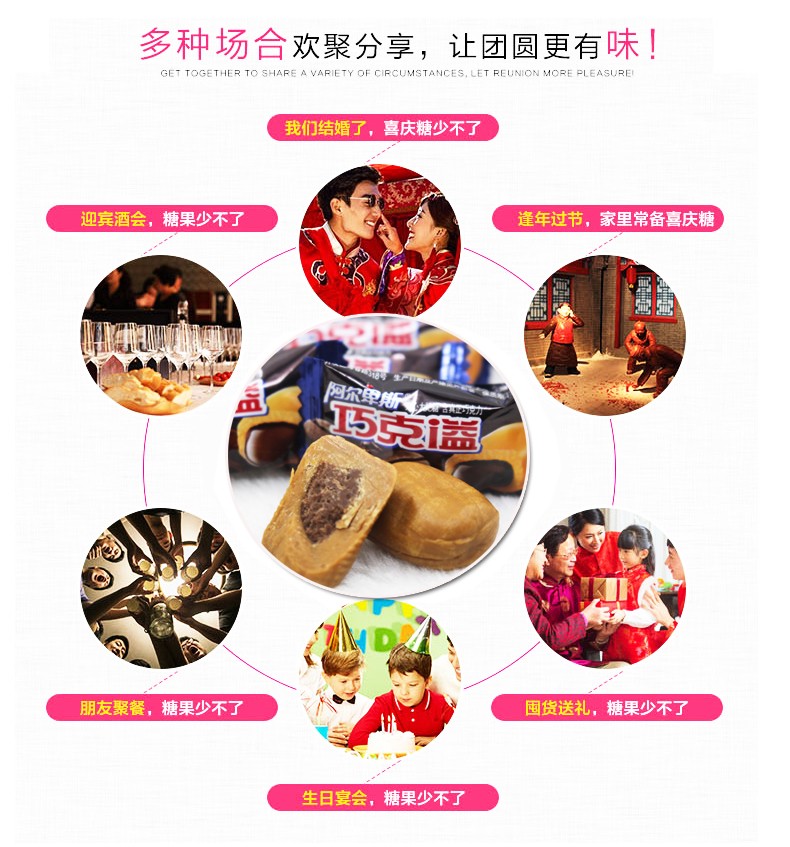 多种场合欢聚分享，让团圆更有味！
GET TOGETHER TO SHARE A VARIETY OF CIRCUMSTANCES, LET REUNION MORE PLEASURE!
我们结婚了，喜庆糖少不了
迎宾酒会，糖果少不了
逢年过节，家里常备喜庆糖
阿尔卑斯
巧克i溢
朋友聚餐，糖果少不了
囤货送礼，糖果少不了
生日宴会，糖果少不了